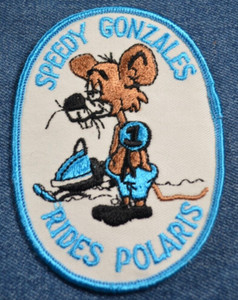 SPEEDY GONZALES
1
RIDES POLARIS